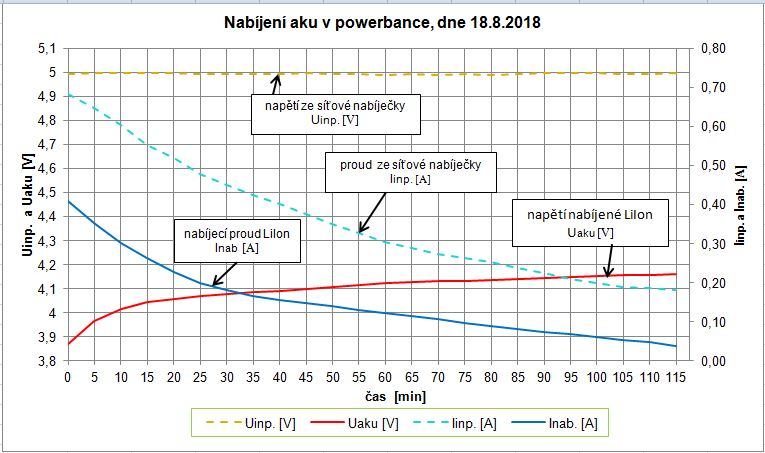 Nabíjení aku v powerbance, dne 18.8.2018
5,1
5
4,9
4,8
4,7
4,6
4,5
4,4
4,3
4,2
4,1
4
3,9
3,8
Uinp. a Uaku [V]
0,80
0,70
0,60
0,50
0,40
0,30
0,20
0,10
0,00
Iinp. a Inab. [A]
napětí ze síťové nabíječky
Uinp. [V]
proud ze síťové nabíječky
Iinp. [A]
nabíjecí proud LiIon
Inab [A]
napětí nabíjené LiIon
Uaku [V]
0 5 10 15 20 25 30 35 40 45 50 55 60 65 70 75 80 85 90 95 100 105 110 115
čas [min]
Uinp. [V] Uaku [V] Iinp. [A] Inab. [A]